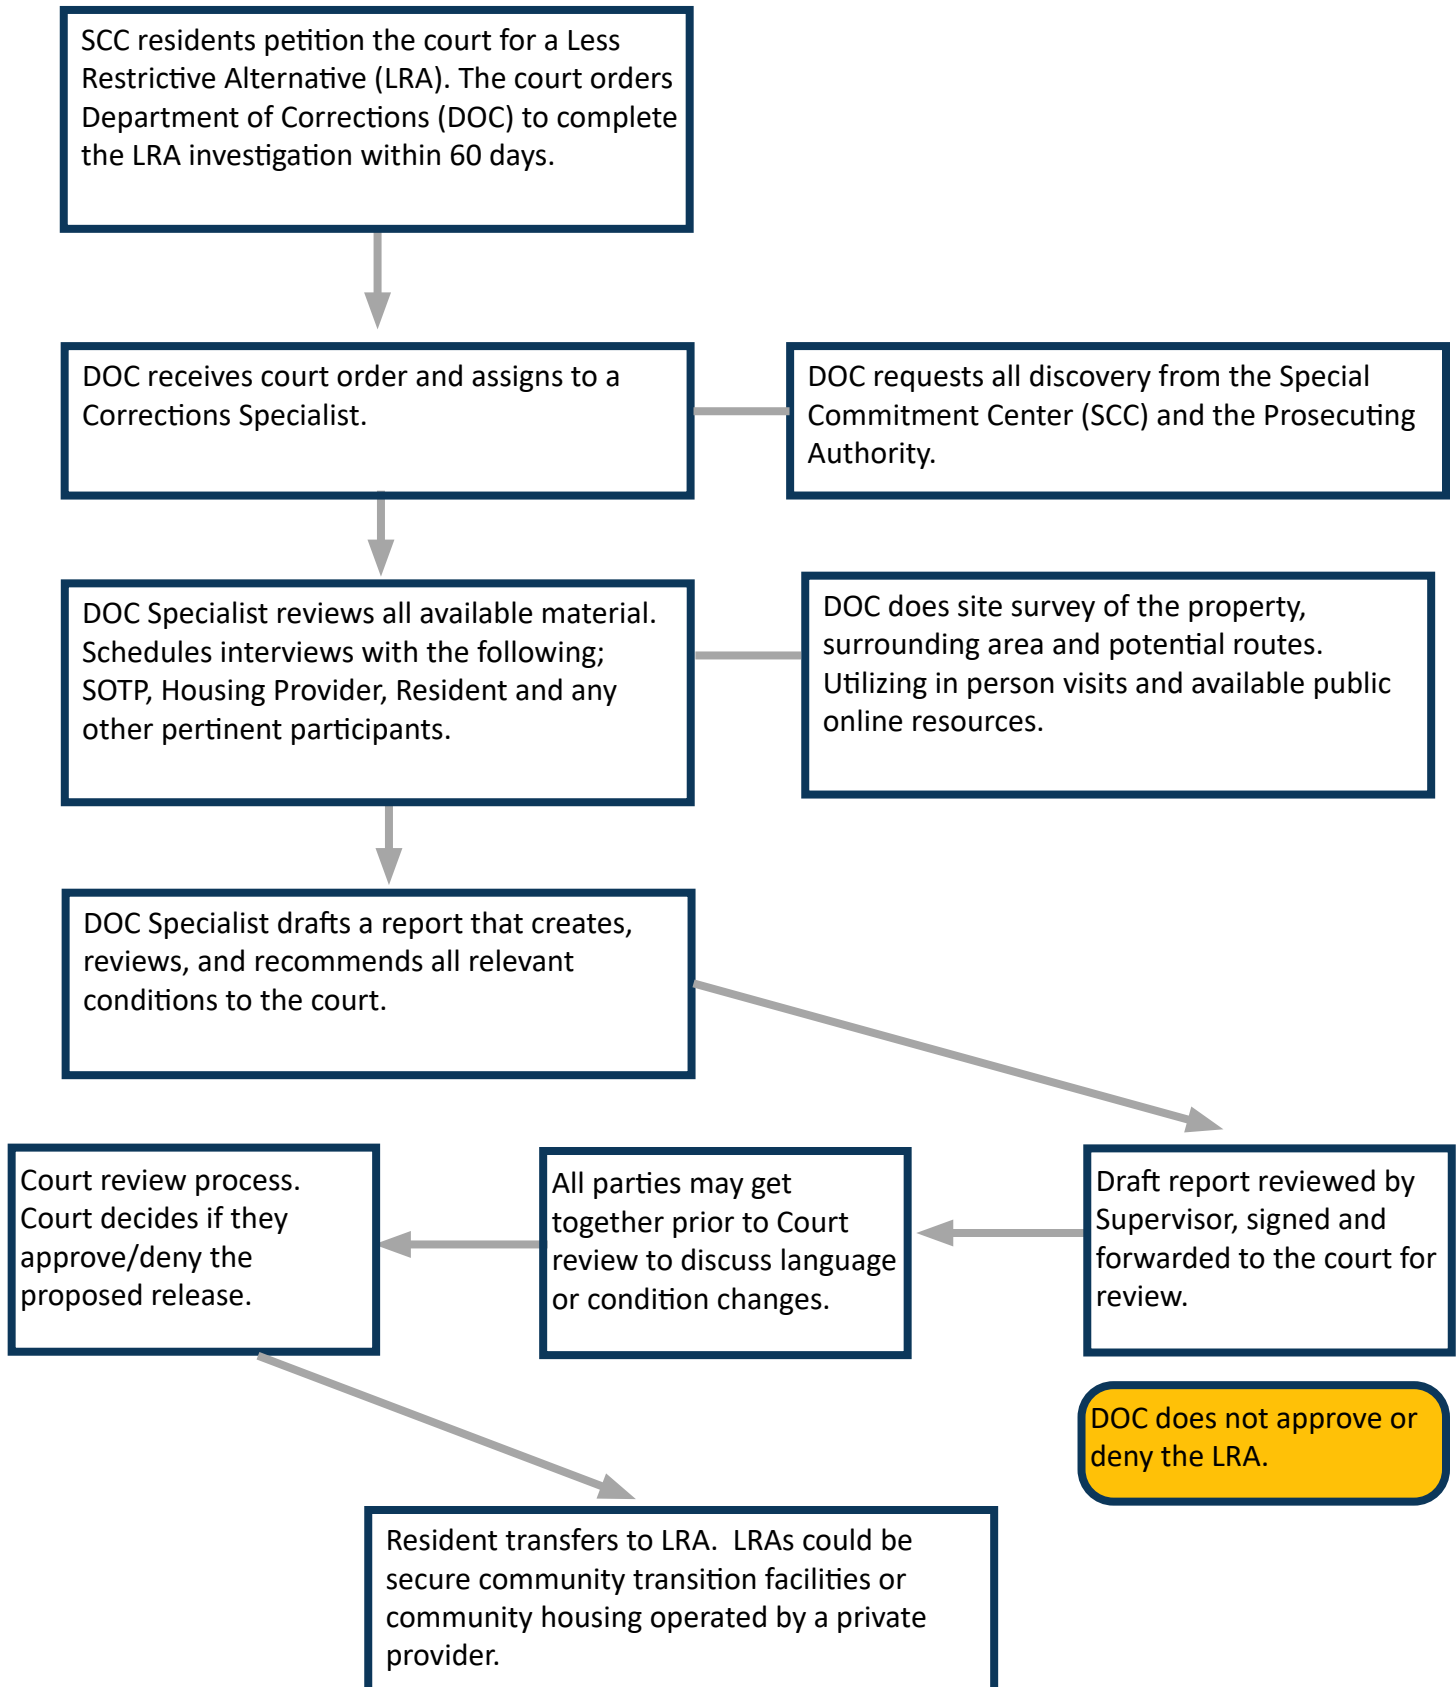 SCC residents petition the court for a Less
Restrictive Alternative (LRA). The court orders
Department of Corrections (DOC) to complete
the LRA investigation within 60 days.
DOC receives court order and assigns to a
Corrections Specialist.
DOC requests all discovery from the Special
Commitment Center (SCC) and the Prosecuting
Authority.
DOC Specialist reviews all available material.
Schedules interviews with the following;
SOTP, Housing Provider, Resident and any
other pertinent participants.
DOC does site survey of the property,
surrounding area and potential routes.
Utilizing in person visits and available public
online resources.
DOC Specialist drafts a report that creates,
reviews, and recommends all relevant
conditions to the court.
Draft report reviewed by
Supervisor, signed and
forwarded to the court for
review.
DOC does not approve or
deny the LRA.
All parties may get
together prior to Court
review to discuss language
or condition changes.
Court review process.
Court decides if they
approve/deny the
proposed release.
Resident transfers to LRA.  LRAs could be
secure community transition facilities or
community housing operated by a private
provider.